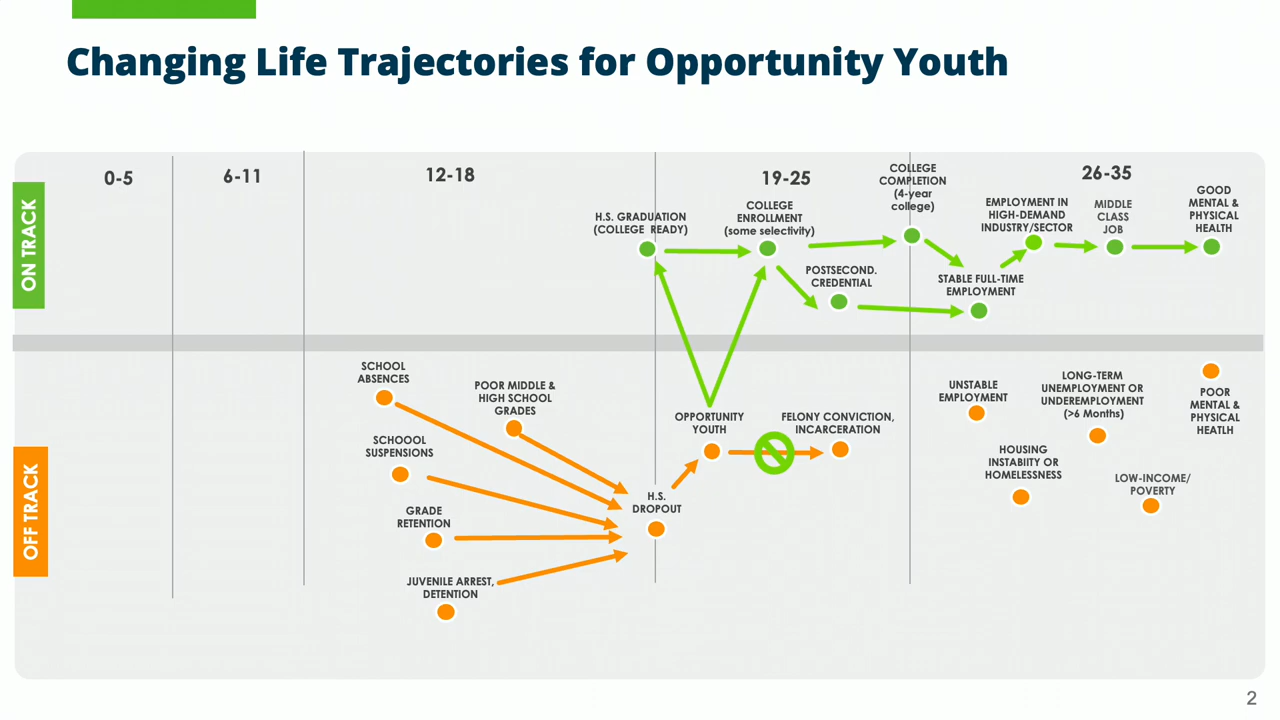 Changing Life Trajectories for Opportunity Youth
0-5
6-11
12-18
19-25
26-35
ON TRACK
H.S. GRADUATION
(COLLEGE READY)
COLLEGE
ENROLLMENT
(some selectivity)
POSTSECOND.
CREDENTIAL
COLLEGE
COMPLETION
(4-year
college)
STABLE FULL-TIME
EMPLOYMENT
EMPLOYMENT IN
HIGH-DEMAND
INDUSTRY/SECTOR
MIDDLE
CLASS
JOB
GOOD
MENTAL &
PHYSICAL
HEALTH
OFF TRACK
SCHOOL
ABSENCES
POOR MIDDLE &
HIGH SCHOOL
GRADES
SCHOOOL
SUSPENSIONS
GRADE
RETENTION
JUVENILE ARREST,
DETENTION
H.S.
DROPOUT
OPPORTUNITY
YOUTH
FELONY CONVICTION,
INCARCERATION
UNSTABLE
EMPLOYMENT
LONG-TERM
UNEMPLOYMENT OR
UNDEREMPLOYMENT
(>6 Months)
HOUSING
INSTABIITY OR
HOMELESSNESS
LOW-INCOME/
POVERTY
POOR
MENTAL &
PHYSICAL
HEATLH
2